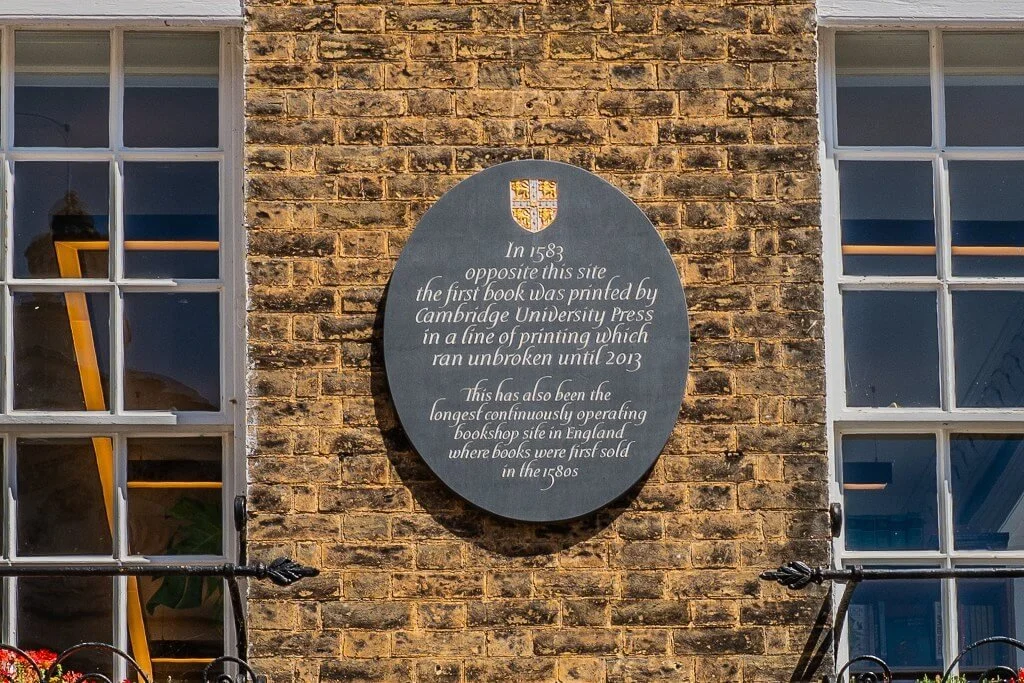 In 1583
opposite this site
the first book was printed by
Cambridge University Press
in a line of printing which
ran unbroken until 2013
This has also been the
longest continuously operating
bookshop site in England
where books were first sold
in the 1580s